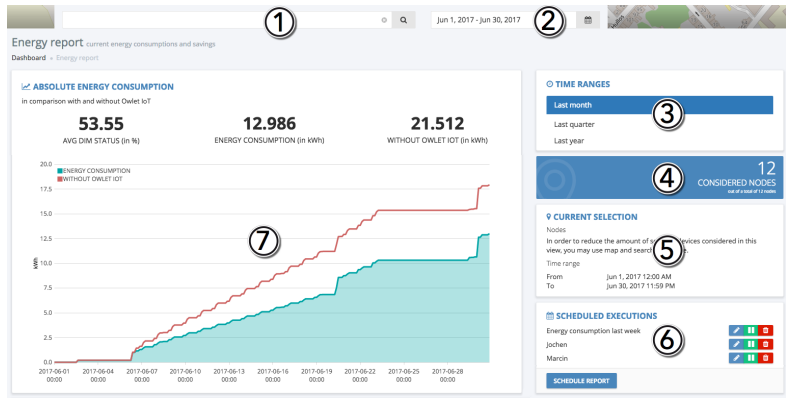 1
Jun 1, 2017 - Jun 30, 2017
2
Energy report current energy consumptions and savings
Dashboard » Energy report
ABSOLUTE ENERGY CONSUMPTION
in comparison with and without Owlet IoT
53.55
AVG DIM STATUS (in %)
12.986
ENERGY CONSUMPTION (in kWh)
21.512
WITHOUT OWLET IOT (in kWh)
ENERGY CONSUMPTION
WITHOUT OWLET IOT
20.0
17.5
15.0
12.5
10.0
7.5
5.0
2.5
0.0
kWh
7
2017-06-01 00:00
2017-06-04 00:00
2017-06-07 00:00
2017-06-10 00:00
2017-06-13 00:00
2017-06-16 00:00
2017-06-19 00:00
2017-06-22 00:00
2017-06-25 00:00
2017-06-28 00:00
TIME RANGES
Last month
Last quarter
Last year
3
4
12
CONSIDERED NODES
out of a total of 12 nodes
CURRENT SELECTION
Nodes
In order to reduce the amount of devices considered in this
view, you may use map and search
5
Time range
From Jun 1, 2017 12:00 AM
To Jun 30, 2017 11:59 PM
SCHEDULED EXECUTIONS
Energy consumption last week
Jochen
Marcin
6
SCHEDULE REPORT